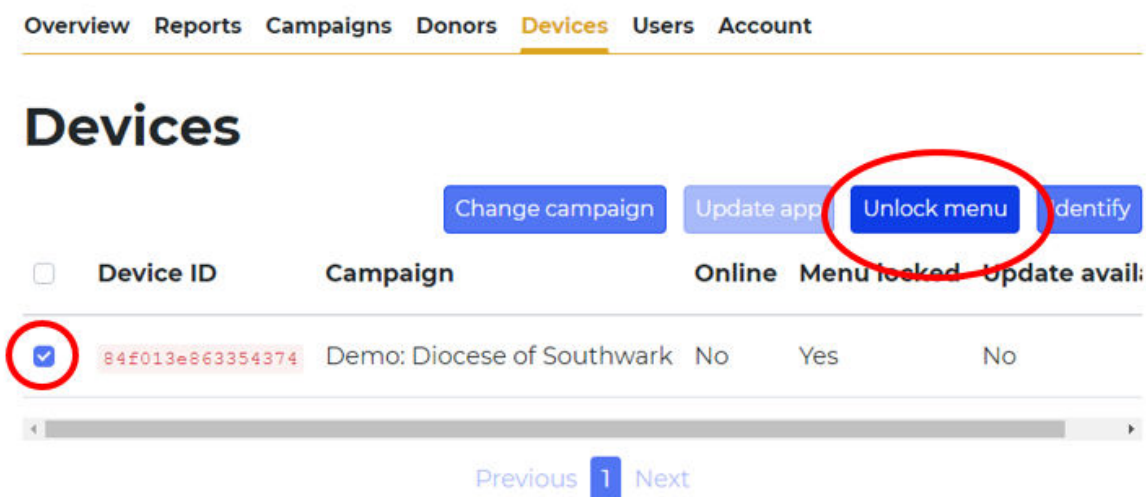 Overview Reports Campaigns Donors Devices Users Account
Devices
Change campaign Update app Unlock menu Identify
Device ID Campaign Online Menu locked Update avail
84f013e863354374 Demo: Diocese of Southwark No Yes No
Previous 1 Next